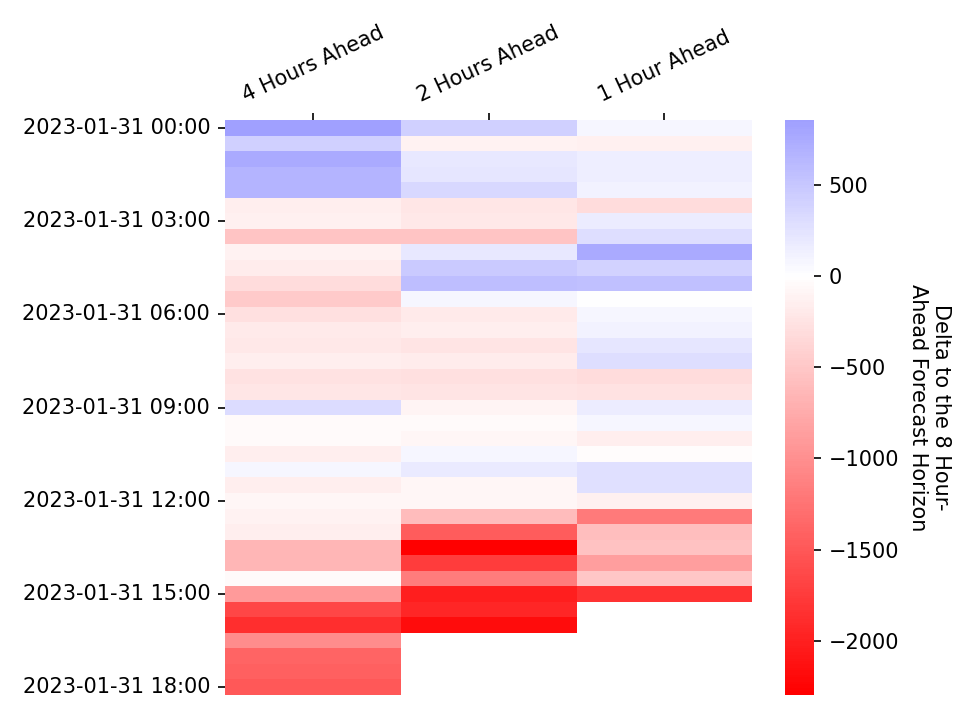 4 Hours Ahead
2 Hours Ahead
1 Hour Ahead
2023-01-31 00:00
2023-01-31 03:00
2023-01-31 06:00
2023-01-31 09:00
2023-01-31 12:00
2023-01-31 15:00
2023-01-31 18:00
500
0
−500
−1000
−1500
−2000
Delta to the 8 Hour-
Ahead Forecast Horizon